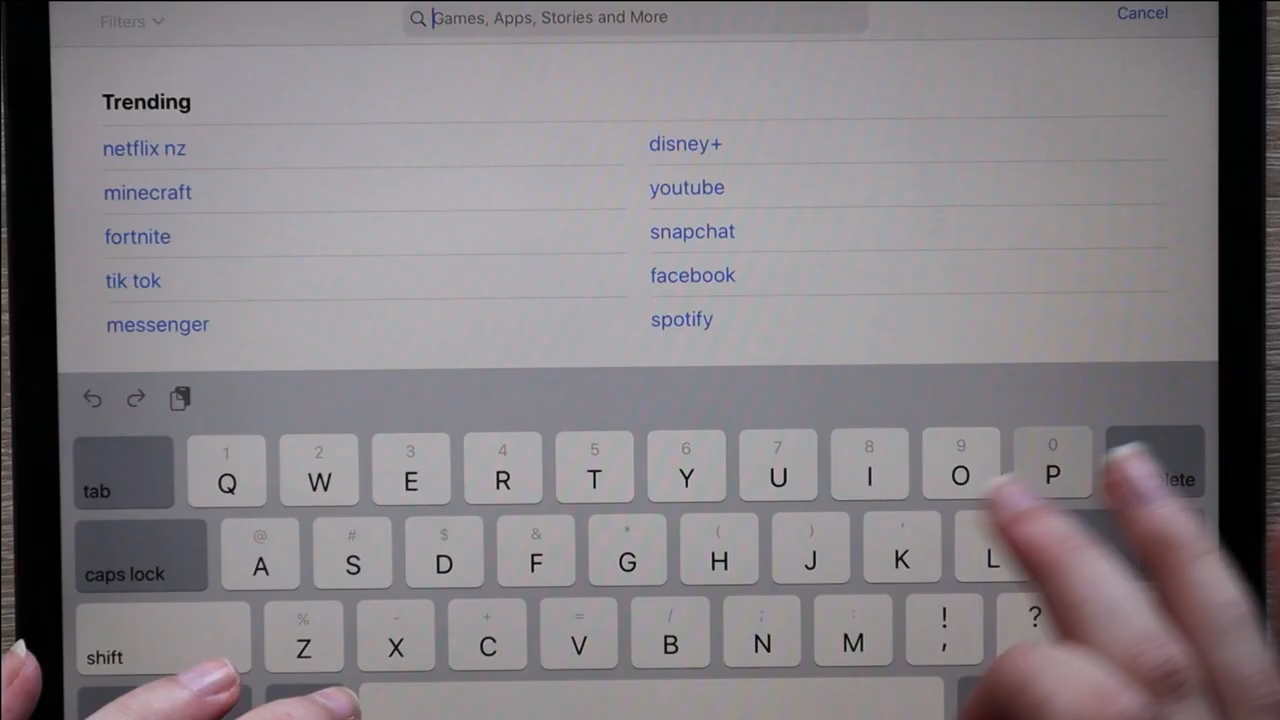 Filters
Games, Apps, Stories and More
Cancel
Trending
netflix nz
disney+
minecraft
youtube
fortnite
snapchat
tik tok
facebook
messenger
spotify
1 2 3 4 5 6 7 8 9 0
tab Q W E R T Y U I O P lete
@ # $ & * ( ) '
caps lock A S D F G H J K L
% - + = / ; : ! ?
shift Z X C V B N M ,